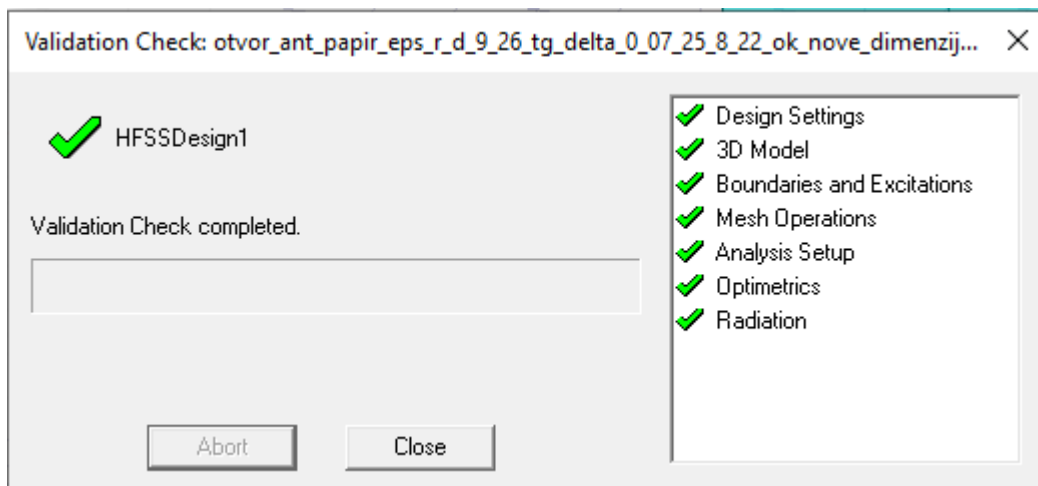 Validation Check: otvor_ant_papir_eps_r_d_9_26_tg_delta_0_07_25_8_22_ok_nove_dimenzij...
HFSSDesign1
Validation Check completed.
Abort
Close
Design Settings
3D Model
Boundaries and Excitations
Mesh Operations
Analysis Setup
Optimetrics
Radiation